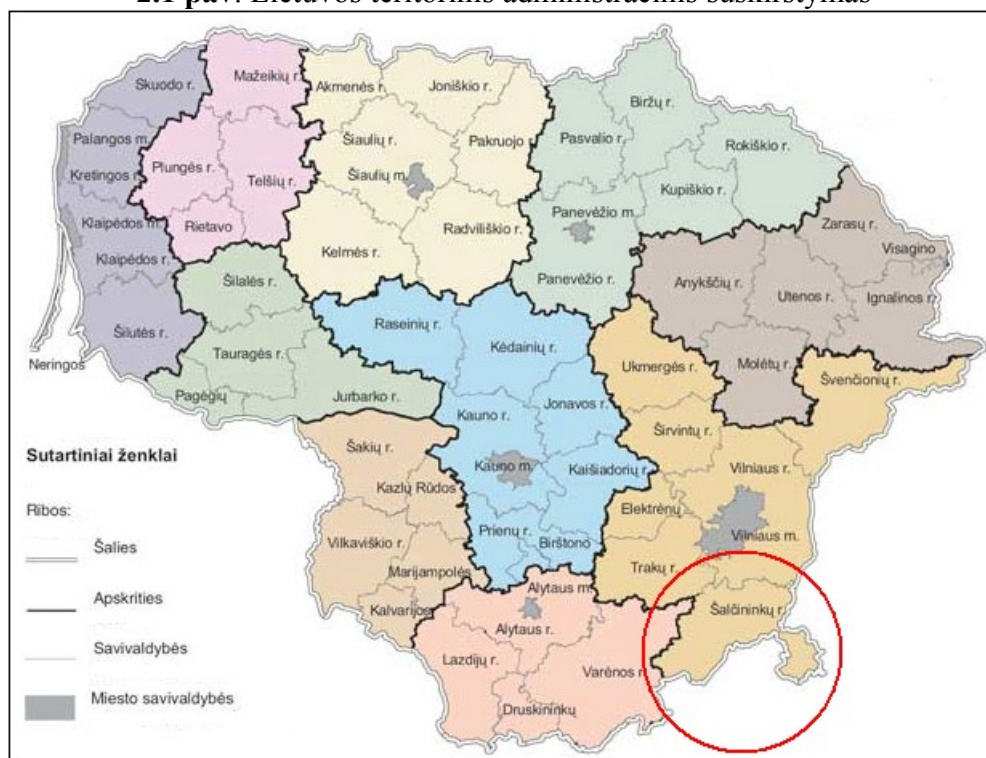 2.1 pav. Lietuvos teritorinis administracinis suskirstymas
Skuodo r.
Mažeikių r.
Akmenės r.
Joniškio r.
Biržų r.
Palangos m.
Šiaulių r.
Pakruojo r.
Pasvalio r.
Rokiškio r.
Kretingos r.
Plungės r.
Telšių r.
Šiaulių m.
Kupiškio r.
Klaipėdos m.
Rietavo
Radviliškio r.
Panevėžio m.
Zarasų r.
Klaipėdos r.
Kelmės r.
Visagino
Šilalės r.
Panevėžio r.
Anykščių r.
Utenos r.
Ignalinos r.
Šilutės r.
Raseinių r.
Kėdainių r.
Neringos
Tauragės r.
Ukmergės r.
Molėtų r.
Švenčionių r.
Pagėgių
Jurbarko r.
Kauno r.
Jonavos r.
Širvintų r.
Šakių r.
Vilniaus r.
Sutartiniai ženklai
Kauno m.
Kaišiadorių r.
Kazlų Rūdos
Elektrėnų
Ribos:
Vilkaviškio r.
Prienų r.
Birštono
Vilniaus m.
Šalies
Marijampolės
Trakų r.
Alytaus m.
Apskrities
Kalvarijos
Šalčininkų r.
Alytaus r.
Savivaldybės
Lazdijų r.
Varėnos r.
Miesto savivaldybės
Druskininkų